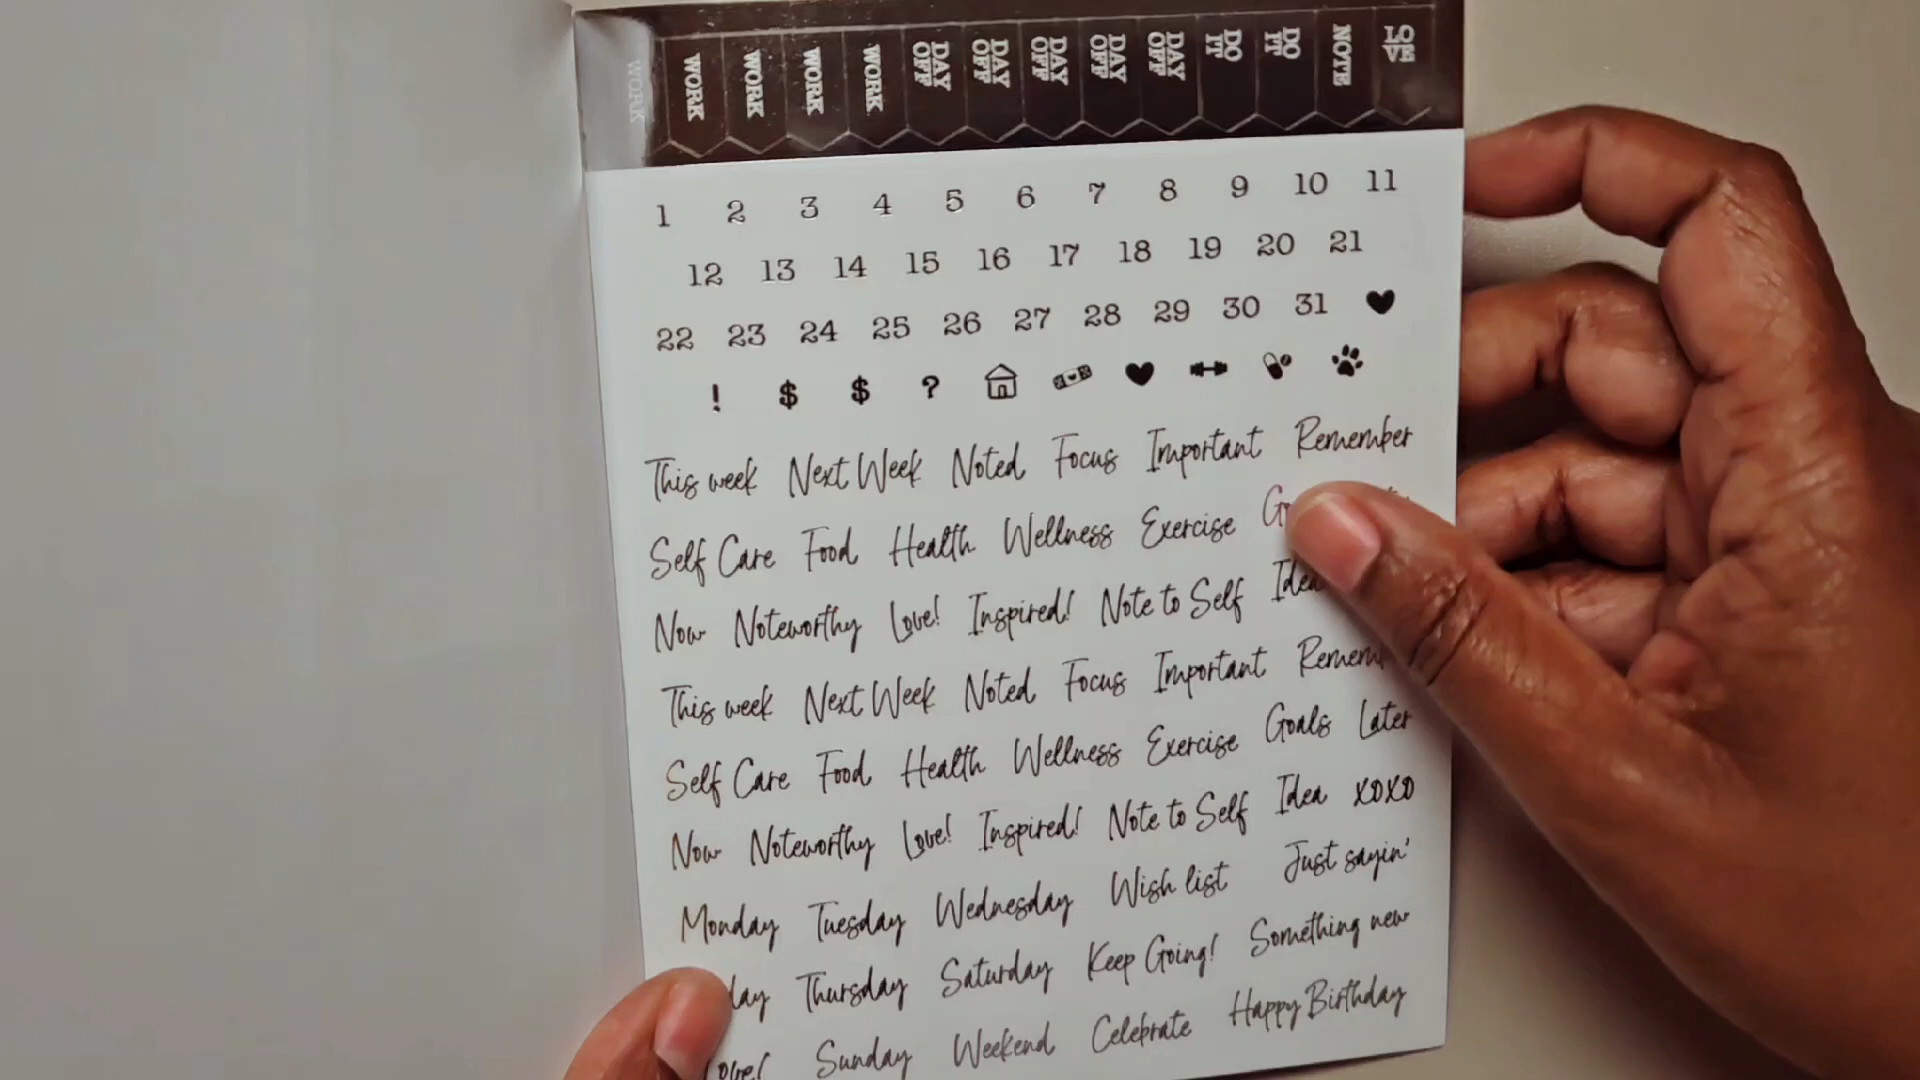 WORK WORK WORK WORK WORK DAY OFF DAY OFF DAY OFF DAY OFF DAY OFF DO IT DO IT NOTE LOVE IT
1 2 3 4 5 6 7 8 9 10 11
12 13 14 15 16 17 18 19 20 21
22 23 24 25 26 27 28 29 30 31
! $ $ ?
This week Next Week Noted Focus Important Remember
Self Care Food Health Wellness Exercise
Now Noteworthy Love! Inspired! Note to Self Idea
This week Next Week Noted Focus Important
Self Care Food Health Wellness Exercise Goals Later
Now Noteworthy Love! Inspired! Note to Self Idea XOXO
Monday Tuesday Wednesday Wish list Just sayin'
Thursday Saturday Keep Going! Something new
Sunday Weekend Celebrate Happy Birthday